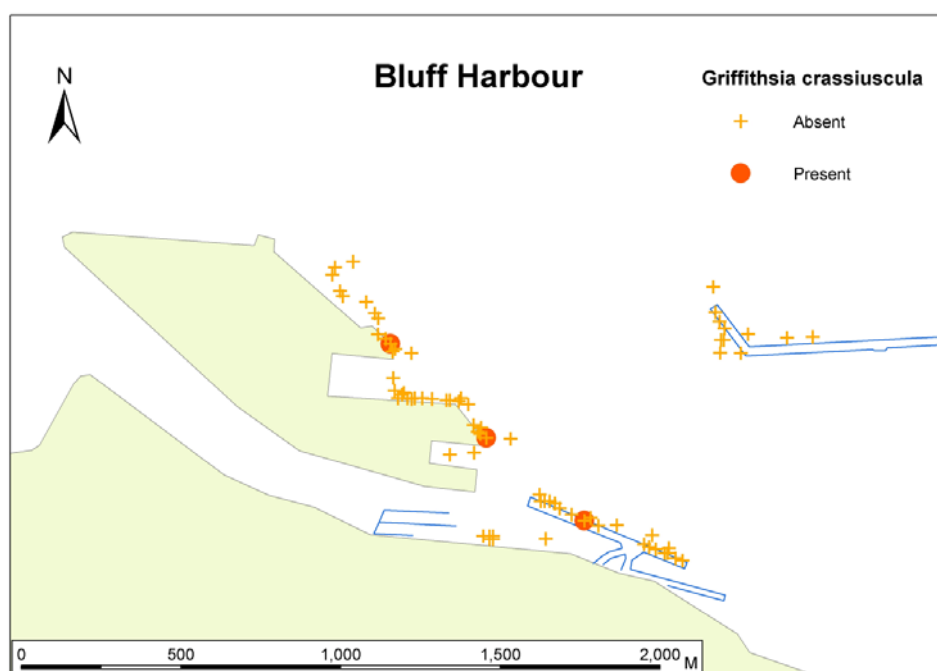 Bluff Harbour
N
Griffithsia crassiuscula
Absent
Present
0 500 1,000 1,500 2,000 M